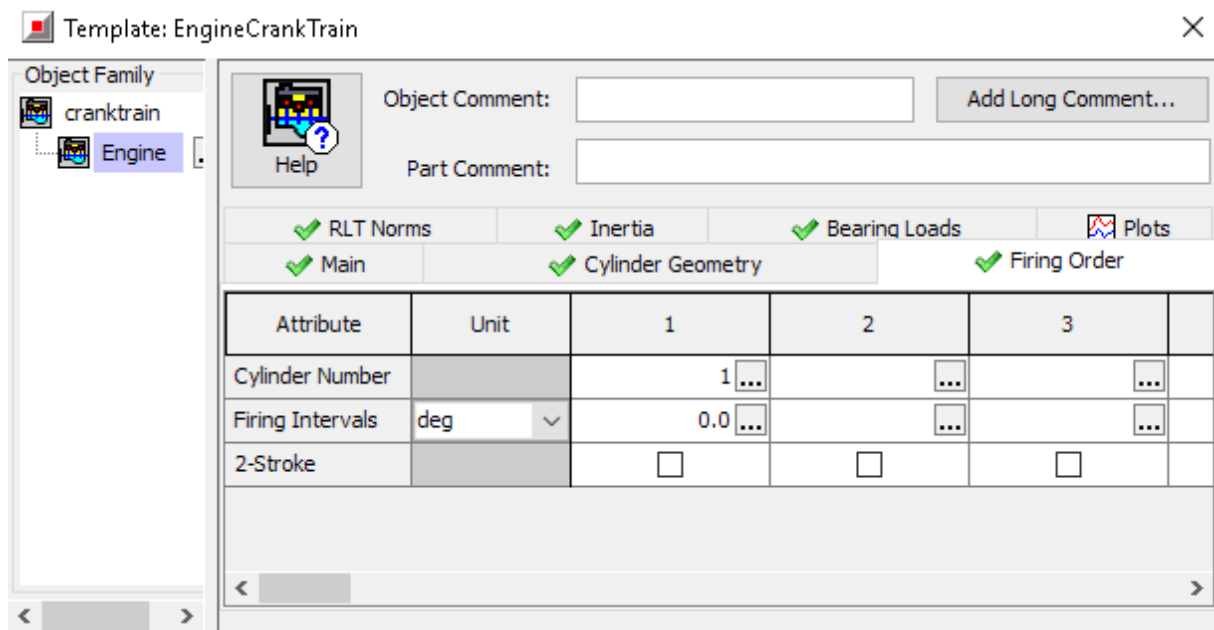 Template: EngineCrankTrain
Object Family
cranktrain
Engine ..
Help
Object Comment:
Add Long Comment...
Part Comment:
RLT Norms Inertia Bearing Loads Plots
Main Cylinder Geometry Firing Order
Attribute Unit 1 2 3
Cylinder Number 1 ... ... ...
Firing Intervals deg 0.0 ... ... ...
2-Stroke